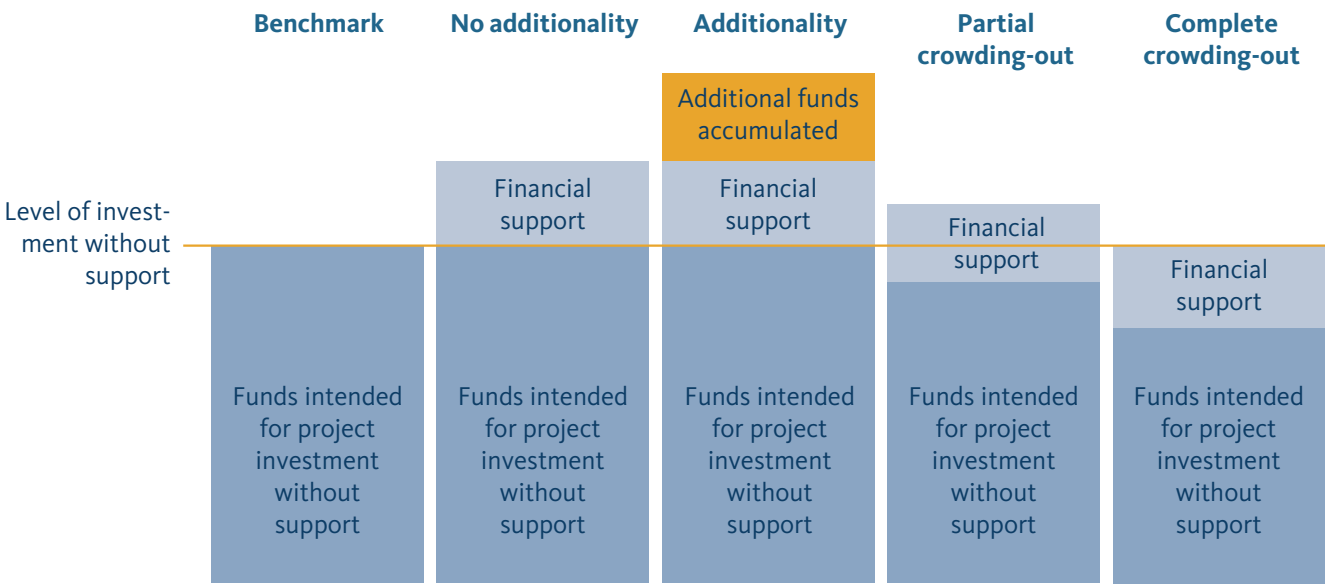 Benchmark
No additionality
Additionality
Partial
crowding-out
Complete
crowding-out
Level of invest-
ment without
support
Funds intended
for project
investment
without
support
Financial
support
Funds intended
for project
investment
without
support
Additional funds
accumulated
Financial
support
Funds intended
for project
investment
without
support
Financial
support
Funds intended
for project
investment
without
support
Financial
support
Funds intended
for project
investment
without
support